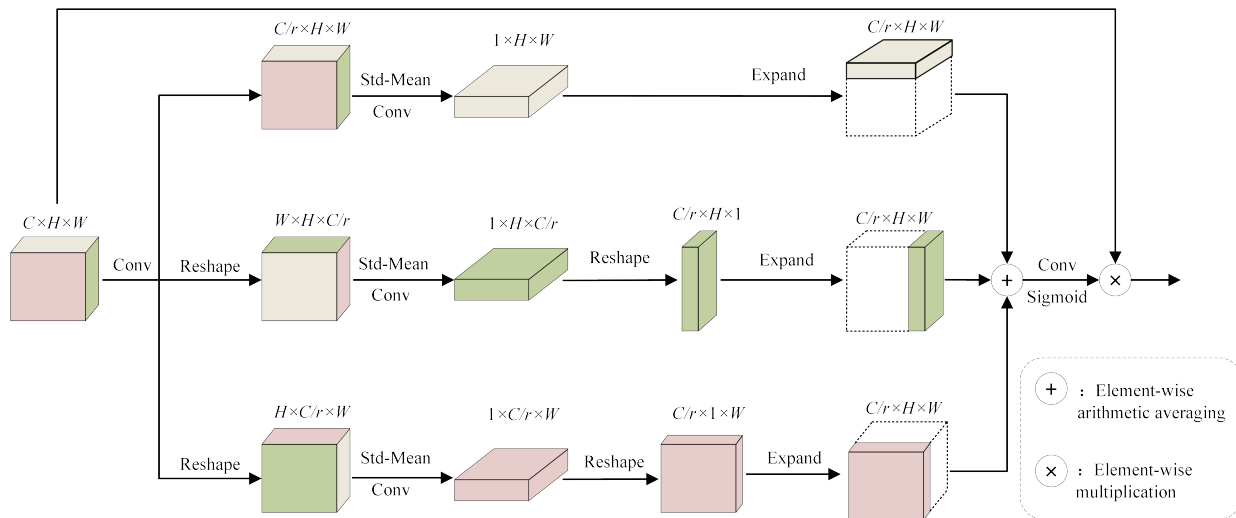 C/r×H×W
1×H×W
C/r×H×W
Std-Mean
Conv
Expand
C×H×W
W×H×C/r
1×H×C/r
C/r×H×1
C/r×H×W
Conv
Reshape
Std-Mean
Conv
Reshape
Expand
+
Conv
Sigmoid
×
H×C/r×W
1×C/r×W
C/r×1×W
C/r×H×W
Reshape
Std-Mean
Conv
Reshape
Expand
+ : Element-wise
arithmetic averaging
× : Element-wise
multiplication